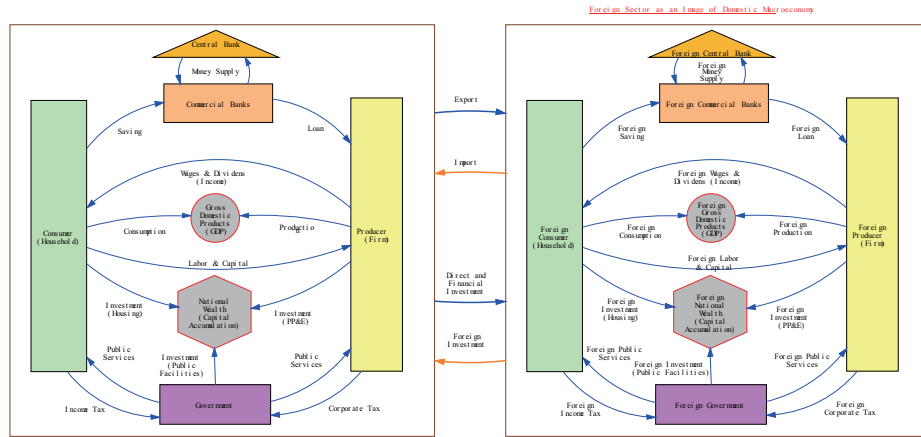 Foreign Sector as an Image of Domestic Macroeconomy
Central Bank
Money Supply
Commercial Banks
Saving
Loan
Wages & Dividens
(Income)
Gross
Domestic
Products
(GDP)
Consumption
Productio
n
Consumer
(Household)
Producer
(Firm)
Labor & Capital
National
Wealth
(Capital
Accumulation)
Investment
(Housing)
Investment
(PP&E)
Public
Services
Investment
(Public
Facilities)
Public
Services
Government
Income Tax
Corporate Tax
Export
Import
Direct and
Financial
Investment
Foreign
Investment
Foreign Central Bank
Foreign
Money
Supply
Foreign Commercial Banks
Foreign
Saving
Foreign
Loan
Foreign Wages &
Dividens (Income)
Foreign
Gross
Domestic
Products
(GDP)
Foreign
Consumption
Foreign
Production
Foreign
Consumer
(Household)
Foreign
Producer
(Firm)
Foreign Labor
& Capital
Foreign
National
Wealth
(Capital
Accumulation)
Foreign
Investment
(Housing)
Foreign
Investment
(PP&E)
Foreign Public
Services
Foreign Investment
(Public Facilities)
Foreign Public
Services
Foreign Government
Foreign
Income Tax
Foreign
Corporate Tax